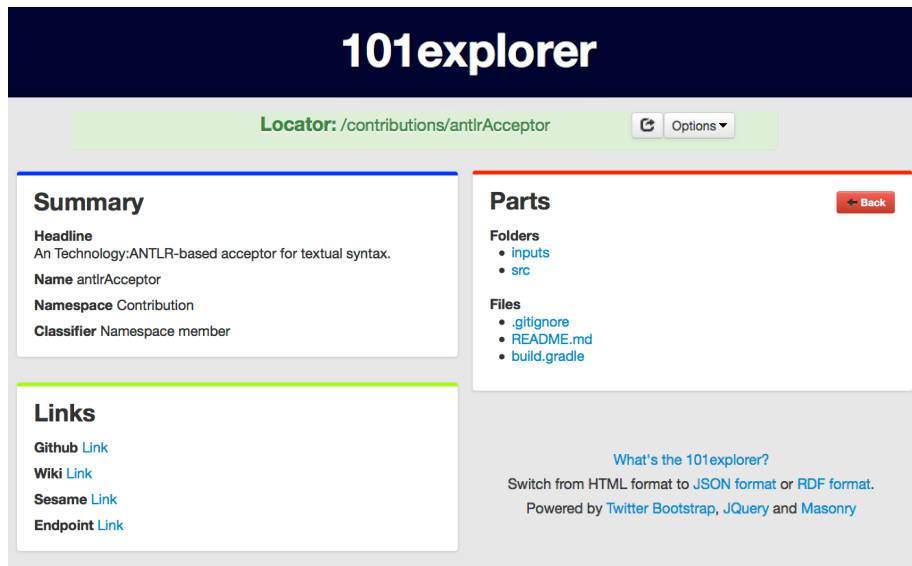 101explorer
Locator: /contributions/antlrAcceptor
Options
Summary
Headline
An Technology:ANTLR-based acceptor for textual syntax.
Name antlrAcceptor
Namespace Contribution
Classifier Namespace member
Links
Github Link
Wiki Link
Sesame Link
Endpoint Link
Parts
Back
Folders
inputs
src
Files
.gitignore
README.md
build.gradle
What's the 101explorer?
Switch from HTML format to JSON format or RDF format.
Powered by Twitter Bootstrap, JQuery and Masonry